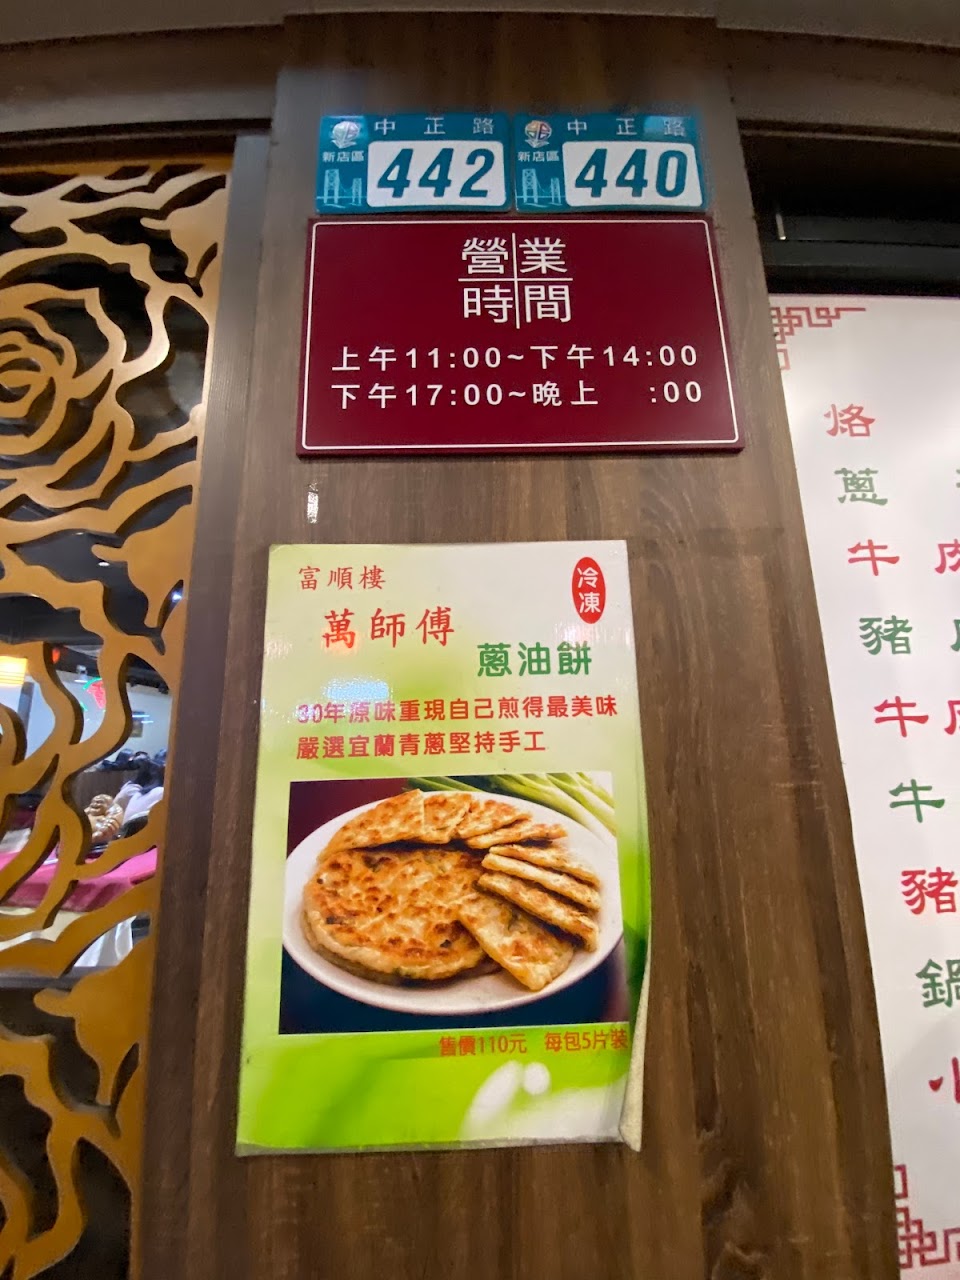 中正路
新店區
442
中正路
新店區
440
營業
時間
上午11:00~下午14:00
下午17:00~晚上 :00
富順樓
冷凍
萬師傅
蔥油餅
30年原味重現自己煎得最美味
嚴選宜蘭青蔥堅持手工
售價110元 每包5片裝
烙
蔥
牛肉
豬
牛
牛
豬
鍋